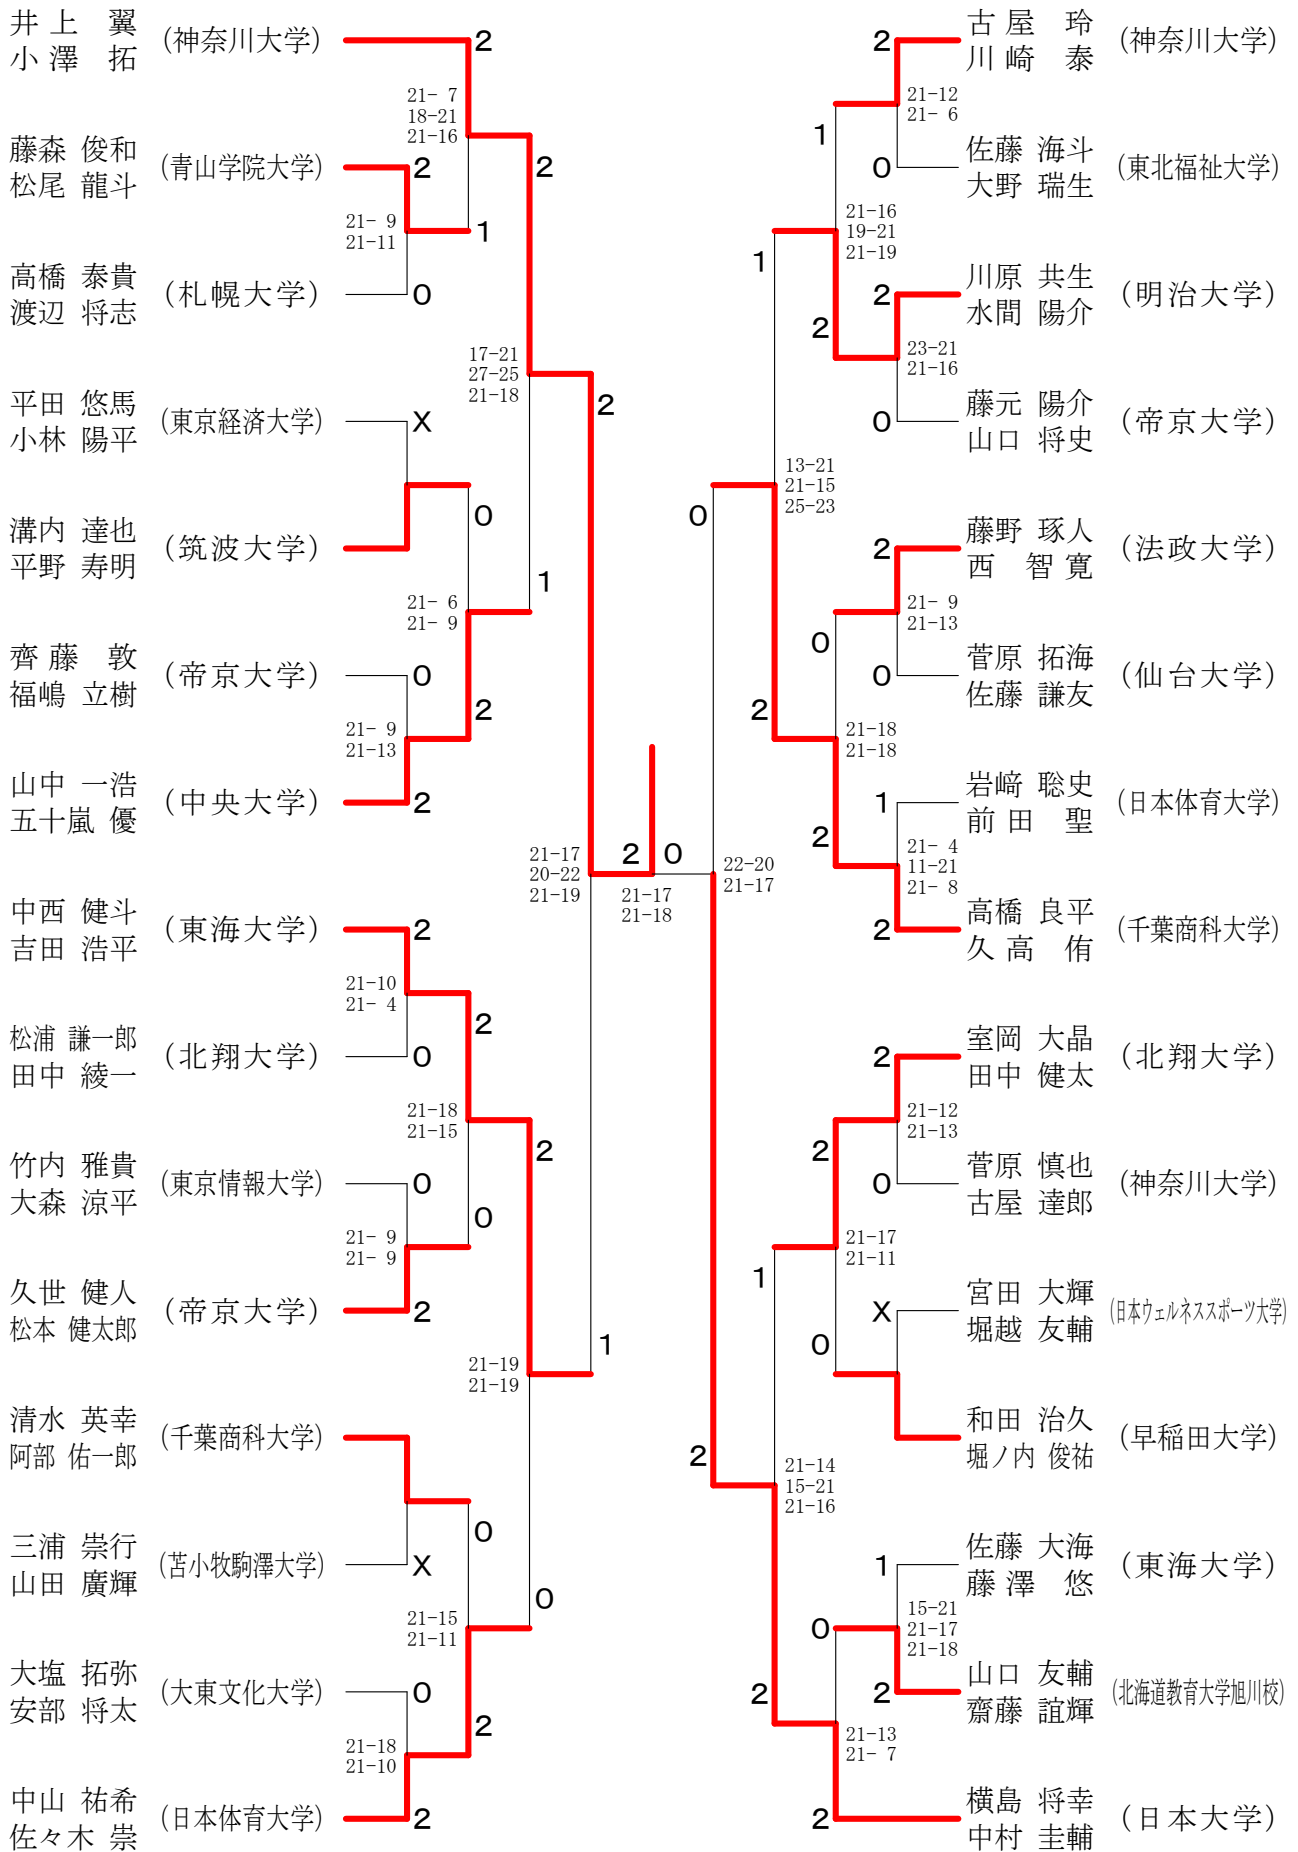 井上 翼
小澤 拓
(神奈川大学)
2
21- 7
18-21
21-16
藤森 俊和
松尾 龍斗
(青山学院大学)
2
2
21- 9
21-11
1
高橋 泰貴
渡辺 将志
(札幌大学)
0
17-21
27-25
21-18
2
平田 悠馬
小林 陽平
(東京経済大学)
X
0
溝内 達也
平野 寿明
(筑波大学)
1
21- 6
21- 9
齊藤 敦
福嶋 立樹
(帝京大学)
0
2
21- 9
21-13
山中 一浩
五十嵐 優
(中央大学)
2
21-17
20-22
21-19
中西 健斗
吉田 浩平
(東海大学)
2
21-10
21- 4
2
松浦 謙一郎
田中 綾一
(北翔大学)
0
21-18
21-15
2
竹内 雅貴
大森 涼平
(東京情報大学)
0
0
21- 9
21- 9
久世 健人
松本 健太郎
(帝京大学)
2
1
21-19
21-19
清水 英幸
阿部 佑一郎
(千葉商科大学)
0
三浦 崇行
山田 廣輝
(苫小牧駒澤大学)
X
0
21-15
21-11
大塩 拓弥
安部 将太
(大東文化大学)
0
2
21-18
21-10
中山 祐希
佐々木 崇
(日本体育大学)
2
2
0
21-17
21-18
2
古屋 玲
川崎 泰
(神奈川大学)
21-12
21- 6
1
0
佐藤 海斗
大野 瑞生
(東北福祉大学)
21-16
19-21
21-19
1
2
川原 共生
水間 陽介
(明治大学)
2
23-21
21-16
0
藤元 陽介
山口 将史
(帝京大学)
13-21
21-15
25-23
0
2
藤野 琢人
西 智寛
(法政大学)
21- 9
21-13
0
0
菅原 拓海
佐藤 謙友
(仙台大学)
2
21-18
21-18
1
岩﨑 聡史
前田 聖
(日本体育大学)
2
21- 4
11-21
21- 8
22-20
21-17
2
高橋 良平
久高 侑
(千葉商科大学)
2
室岡 大晶
田中 健太
(北翔大学)
21-12
21-13
2
0
菅原 慎也
古屋 達郎
(神奈川大学)
21-17
21-11
1
X
宮田 大輝
堀越 友輔
(日本ウェルネススポーツ大学)
0
和田 治久
堀ノ内 俊祐
(早稲田大学)
2
21-14
15-21
21-16
1
佐藤 大海
藤澤 悠
(東海大学)
15-21
21-17
21-18
0
2
山口 友輔
齋藤 誼輝
(北海道教育大学旭川校)
2
21-13
21- 7
2
横島 将幸
中村 圭輔
(日本大学)